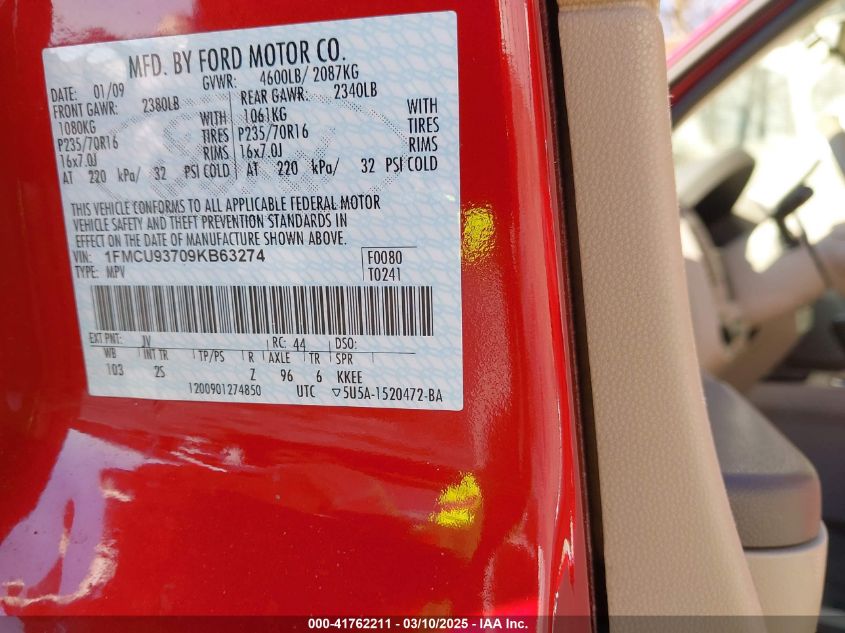 MFD. BY FORD MOTOR CO.
DATE: 01/09 GVWR: 4600LB/ 2087KG
FRONT GAWR: 2380LB REAR GAWR: 2340LB
1080KG WITH 1061KG WITH
P235/70R16 TIRES P235/70R16 TIRES
16x7.0J RIMS 16x7.0J RIMS
AT 220 kPa/ 32 PSI COLD AT 220 kPa/ 32 PSI COLD
THIS VEHICLE CONFORMS TO ALL APPLICABLE FEDERAL MOTOR
VEHICLE SAFETY AND THEFT PREVENTION STANDARDS IN
EFFECT ON THE DATE OF MANUFACTURE SHOWN ABOVE.
VIN: 1FMCU93709KB63274 F0080
TYPE: MPV T0241
EXT PNT: JV RC: 44 DSO:
WB INT TR TP/PS R AXLE TR SPR
103 2S Z 96 6 KKEE
1200901274850 UTC ▽5U5A-1520472-BA
000-41762211 - 03/10/2025 - IAA Inc.